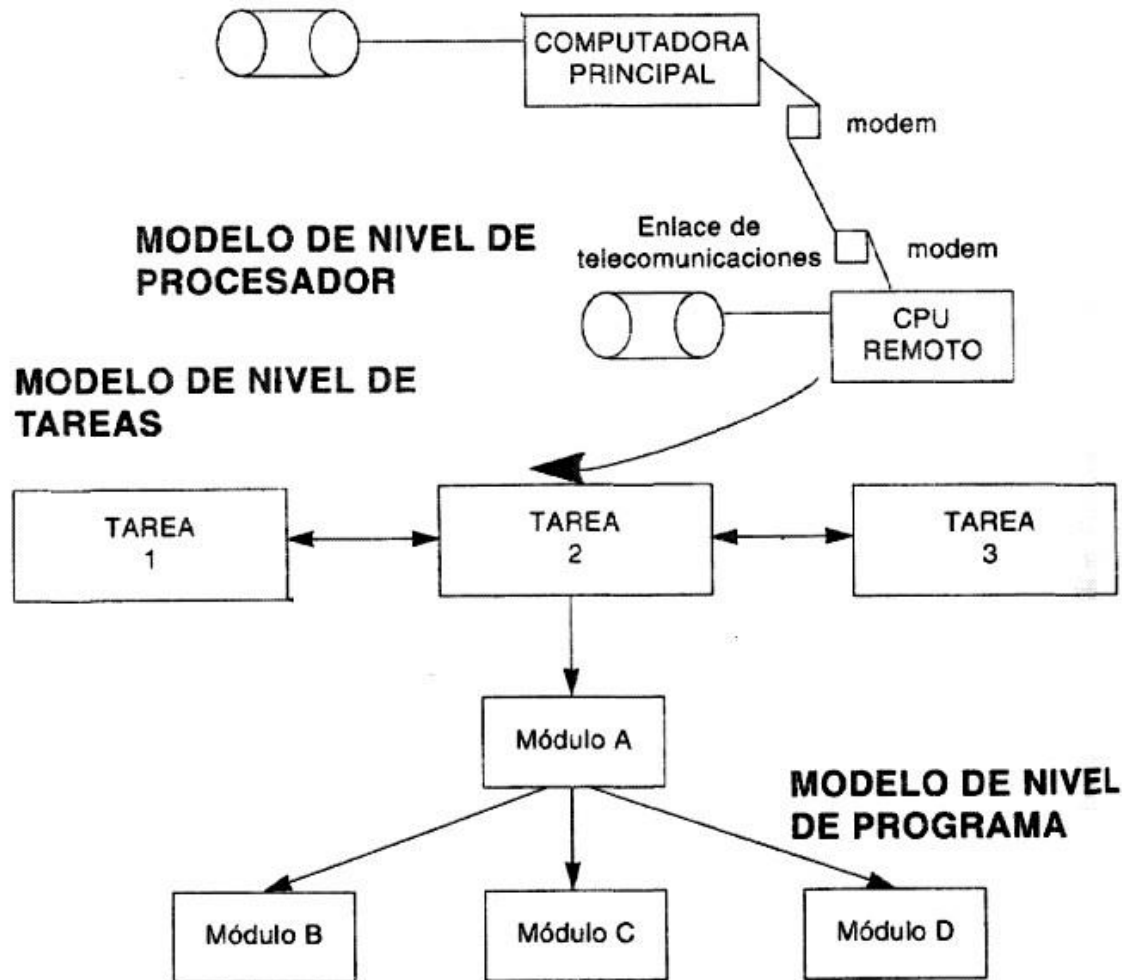 COMPUTADORA
PRINCIPAL
modem
MODELO DE NIVEL DE
PROCESADOR
Enlace de
telecomunicaciones
modem
CPU
REMOTO
MODELO DE NIVEL DE
TAREAS
TAREA
1
TAREA
2
TAREA
3
Módulo A
MODELO DE NIVEL
DE PROGRAMA
Módulo B
Módulo C
Módulo D